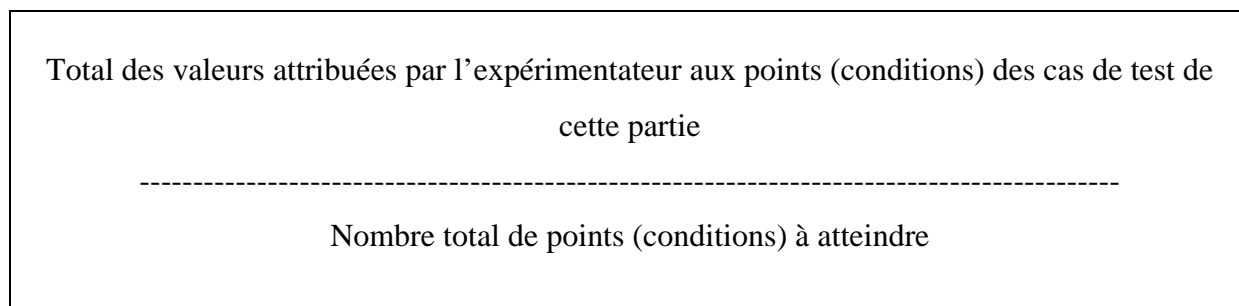 Total des valeurs attribuées par l’expérimentateur aux points (conditions) des cas de test de
cette partie
-------------------------------------------------------------------------------------------
Nombre total de points (conditions) à atteindre